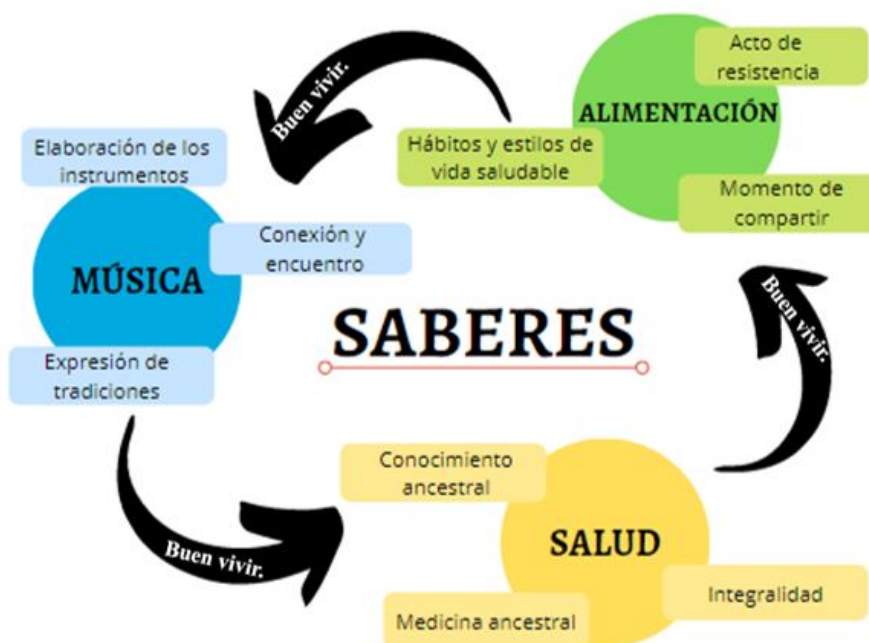 Acto de
resistencia
ALIMENTACIÓN
Hábitos y estilos de
vida saludable
Momento de
compartir
Buen vivir.
Elaboración de los
instrumentos
Conexión y
encuentro
MÚSICA
Expresión de
tradiciones
SABERES
Buen vivir.
Conocimiento
ancestral
SALUD
Integralidad
Medicina ancestral
Buen vivir.